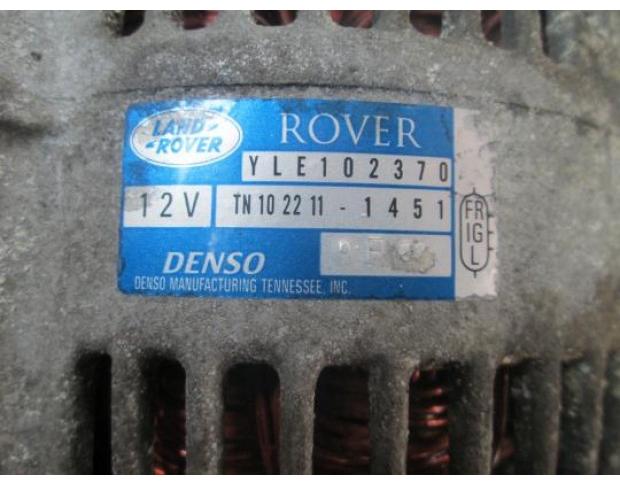 LAND-
-ROVER
ROVER
YLE102370
12V
TN 10 22 11 - 1451
FR
IG
L
DENSO
DENSO MANUFACTURING TENNESSEE, INC.